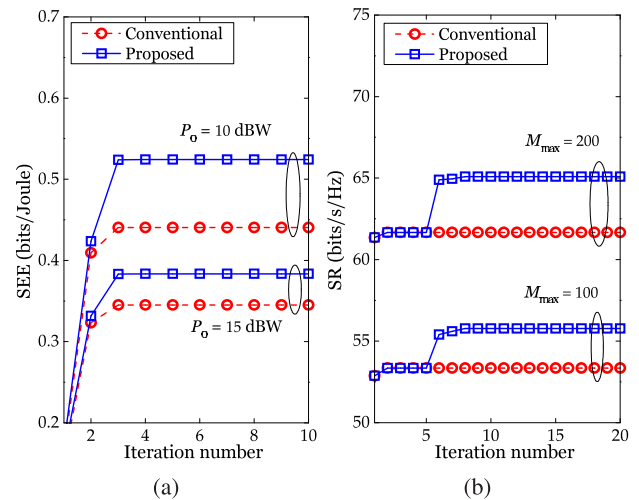 Conventional
Proposed
P₀ = 10 dBW
P₀ = 15 dBW
SEE (bits/Joule)
0.7
0.6
0.5
0.4
0.3
0.2
2 4 6 8 10
Iteration number
(a)
Conventional
Proposed
Mmax = 200
Mmax = 100
SR (bits/s/Hz)
75
70
65
60
55
50
5 10 15 20
Iteration number
(b)